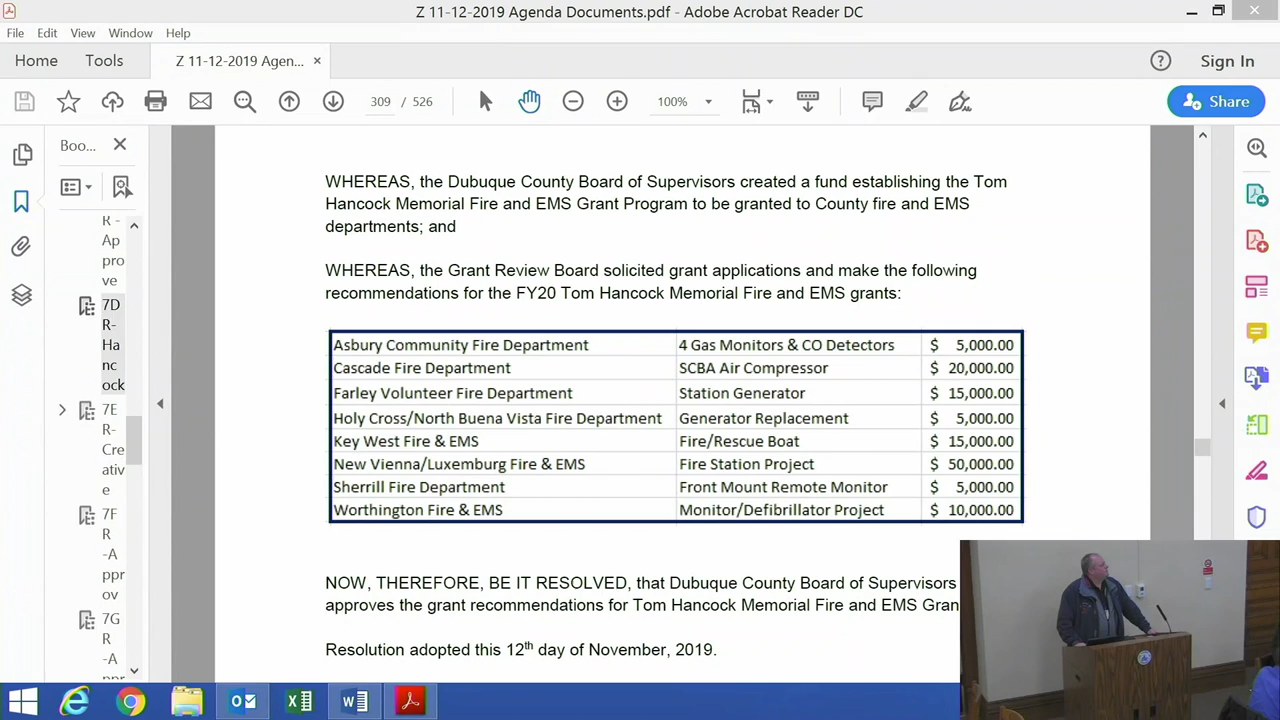 Z 11-12-2019 Agenda Documents.pdf - Adobe Acrobat Reader DC
File Edit View Window Help
Home Tools Z 11-12-2019 Agen... × Sign In
309 / 526 100% Share
Boo...
R -
Ap
pro
ve
7D
R-
Ha
nc
ock
7E
R-
Cre
ativ
e
7F
R
-A
ppr
ov
7G
R
-A
WHEREAS, the Dubuque County Board of Supervisors created a fund establishing the Tom
Hancock Memorial Fire and EMS Grant Program to be granted to County fire and EMS
departments; and
WHEREAS, the Grant Review Board solicited grant applications and make the following
recommendations for the FY20 Tom Hancock Memorial Fire and EMS grants:
Asbury Community Fire Department 4 Gas Monitors & CO Detectors $ 5,000.00
Cascade Fire Department SCBA Air Compressor $ 20,000.00
Farley Volunteer Fire Department Station Generator $ 15,000.00
Holy Cross/North Buena Vista Fire Department Generator Replacement $ 5,000.00
Key West Fire & EMS Fire/Rescue Boat $ 15,000.00
New Vienna/Luxemburg Fire & EMS Fire Station Project $ 50,000.00
Sherrill Fire Department Front Mount Remote Monitor $ 5,000.00
Worthington Fire & EMS Monitor/Defibrillator Project $ 10,000.00
NOW, THEREFORE, BE IT RESOLVED, that Dubuque County Board of Supervisors
approves the grant recommendations for Tom Hancock Memorial Fire and EMS Gran
Resolution adopted this 12th day of November, 2019.